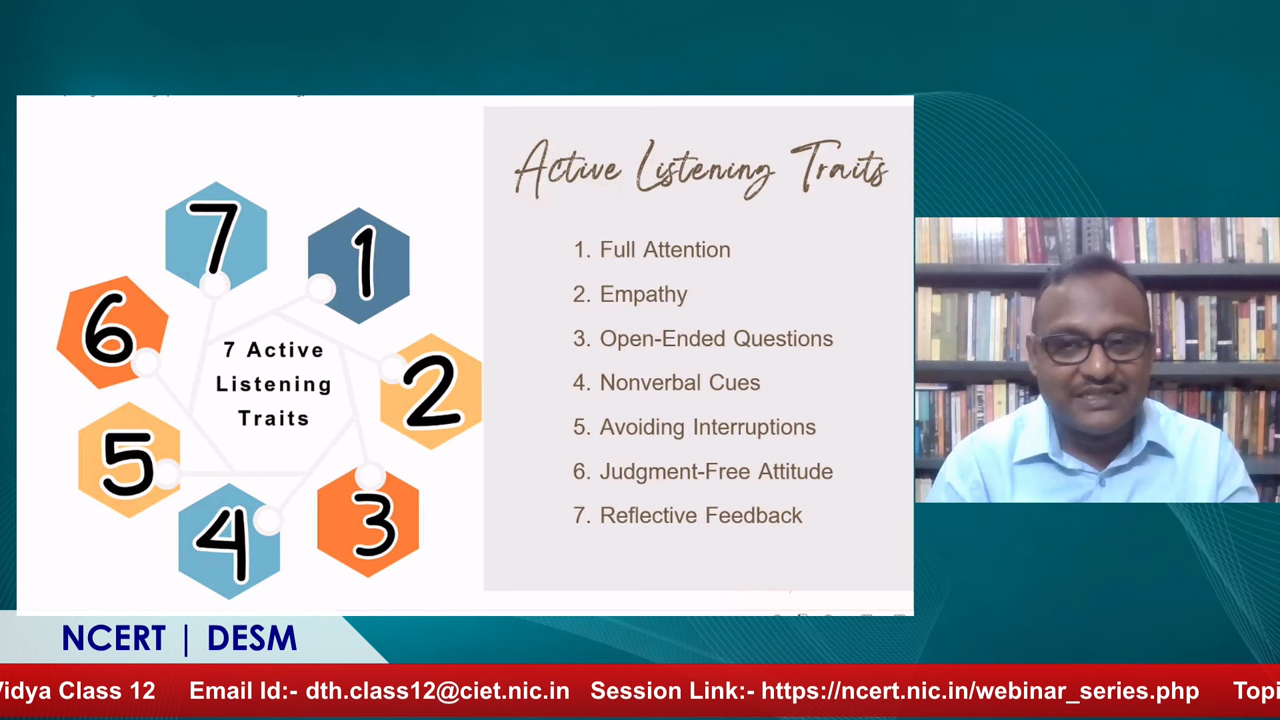 7
1
6
2
5
4
3
7 Active
Listening
Traits
Active Listening Traits
1. Full Attention
2. Empathy
3. Open-Ended Questions
4. Nonverbal Cues
5. Avoiding Interruptions
6. Judgment-Free Attitude
7. Reflective Feedback
NCERT | DESM
Vidya Class 12 Email Id:- dth.class12@ciet.nic.in Session Link:- https://ncert.nic.in/webinar_series.php